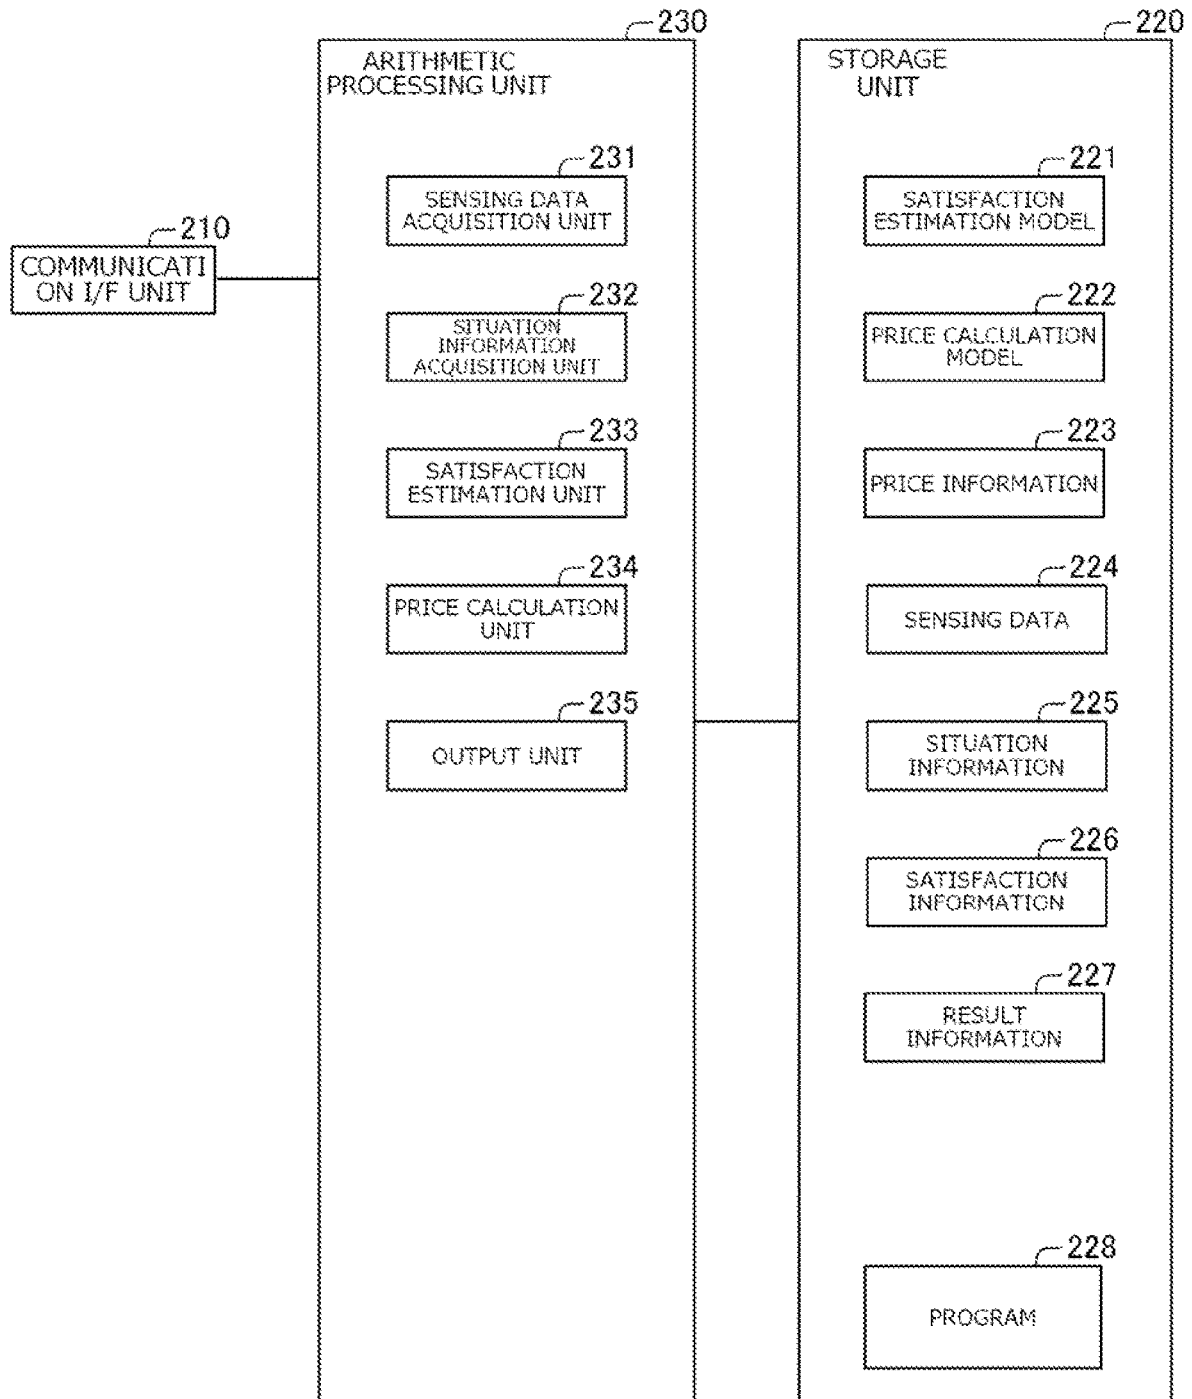 230
ARITHMETIC
PROCESSING UNIT
231
SENSING DATA
ACQUISITION UNIT
210
COMMUNICATI
ON I/F UNIT
232
SITUATION
INFORMATION
ACQUISITION UNIT
233
SATISFACTION
ESTIMATION UNIT
234
PRICE CALCULATION
UNIT
235
OUTPUT UNIT
220
STORAGE
UNIT
221
SATISFACTION
ESTIMATION MODEL
222
PRICE CALCULATION
MODEL
223
PRICE INFORMATION
224
SENSING DATA
225
SITUATION
INFORMATION
226
SATISFACTION
INFORMATION
227
RESULT
INFORMATION
228
PROGRAM